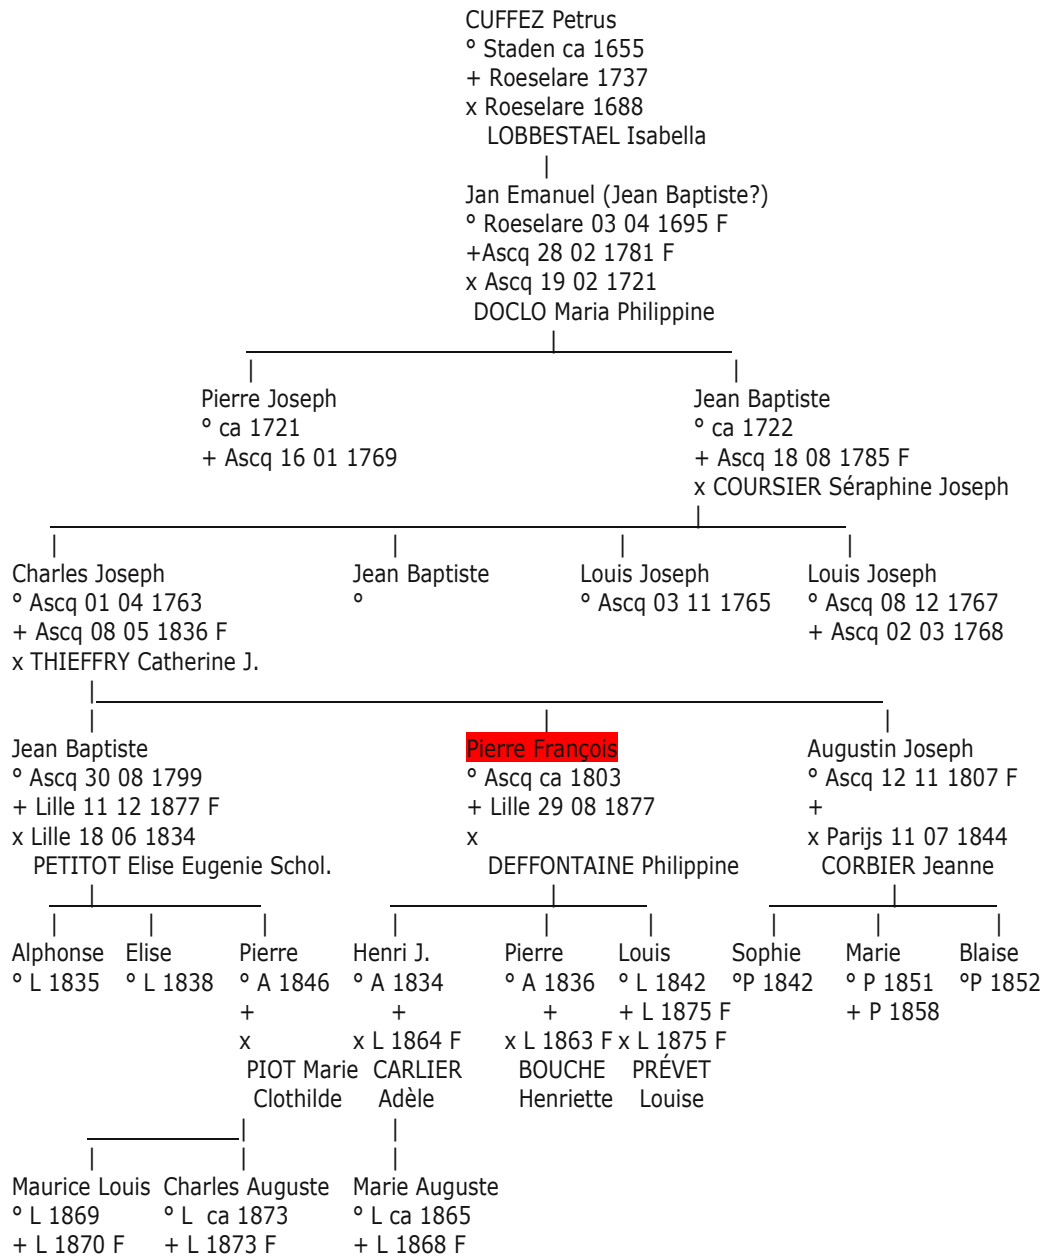 CUFFEZ Petrus
° Staden ca 1655
+ Roeselare 1737
x Roeselare 1688
LOBBESTAEL Isabella
Jan Emanuel (Jean Baptiste?)
° Roeselare 03 04 1695 F
+Ascq 28 02 1781 F
x Ascq 19 02 1721
DOCLO Maria Philippine
Pierre Joseph Jean Baptiste
° ca 1721 ° ca 1722
+ Ascq 16 01 1769 + Ascq 18 08 1785 F
x COURSIER Séraphine Joseph
Charles Joseph Jean Baptiste Louis Joseph Louis Joseph
° Ascq 01 04 1763 ° ° Ascq 03 11 1765 ° Ascq 08 12 1767
+ Ascq 08 05 1836 F + Ascq 02 03 1768
x THIEFFRY Catherine J.
Jean Baptiste Pierre François Augustin Joseph
° Ascq 30 08 1799 ° Ascq ca 1803 ° Ascq 12 11 1807 F
+ Lille 11 12 1877 F + Lille 29 08 1877 +
x Lille 18 06 1834 x x Parijs 11 07 1844
PETITOT Elise Eugenie Schol. DEFFONTAINE Philippine CORBIER Jeanne
Alphonse Elise Pierre Henri J. Pierre Louis Sophie Marie Blaise
° L 1835 ° L 1838 ° A 1846 ° A 1834 ° A 1836 ° L 1842 °P 1842 ° P 1851 °P 1852
+ + + + L 1875 F + P 1858
x x L 1864 F x L 1863 F x L 1875 F
PIOT Marie CARLIER BOUCHE PRÉVET
Clothilde Adèle Henriette Louise
Maurice Louis Charles Auguste Marie Auguste
° L 1869 ° L ca 1873 ° L ca 1865
+ L 1870 F + L 1873 F + L 1868 F